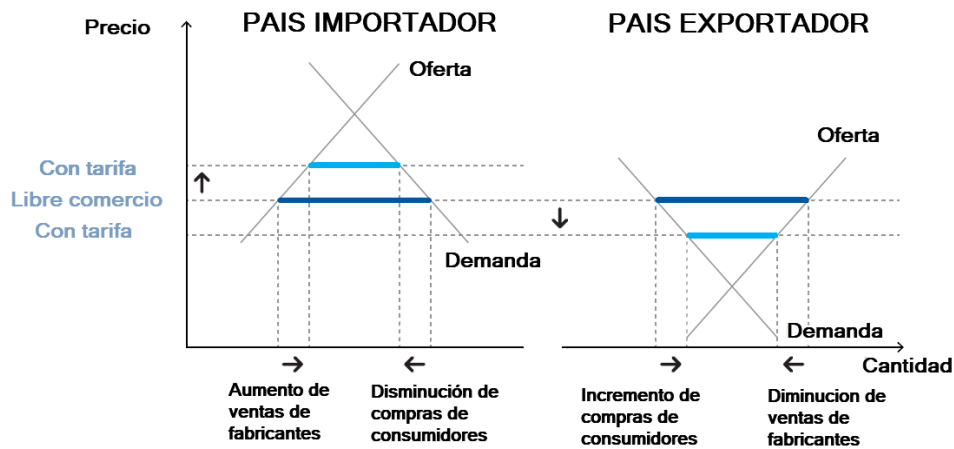 PAIS IMPORTADOR
PAIS EXPORTADOR
Precio
Oferta
Oferta
Con tarifa
Libre comercio
Con tarifa
Demanda
Demanda
Cantidad
Aumento de
ventas de
fabricantes
Disminución de
compras de
consumidores
Incremento de
compras de
consumidores
Diminucion de
ventas de
fabricantes